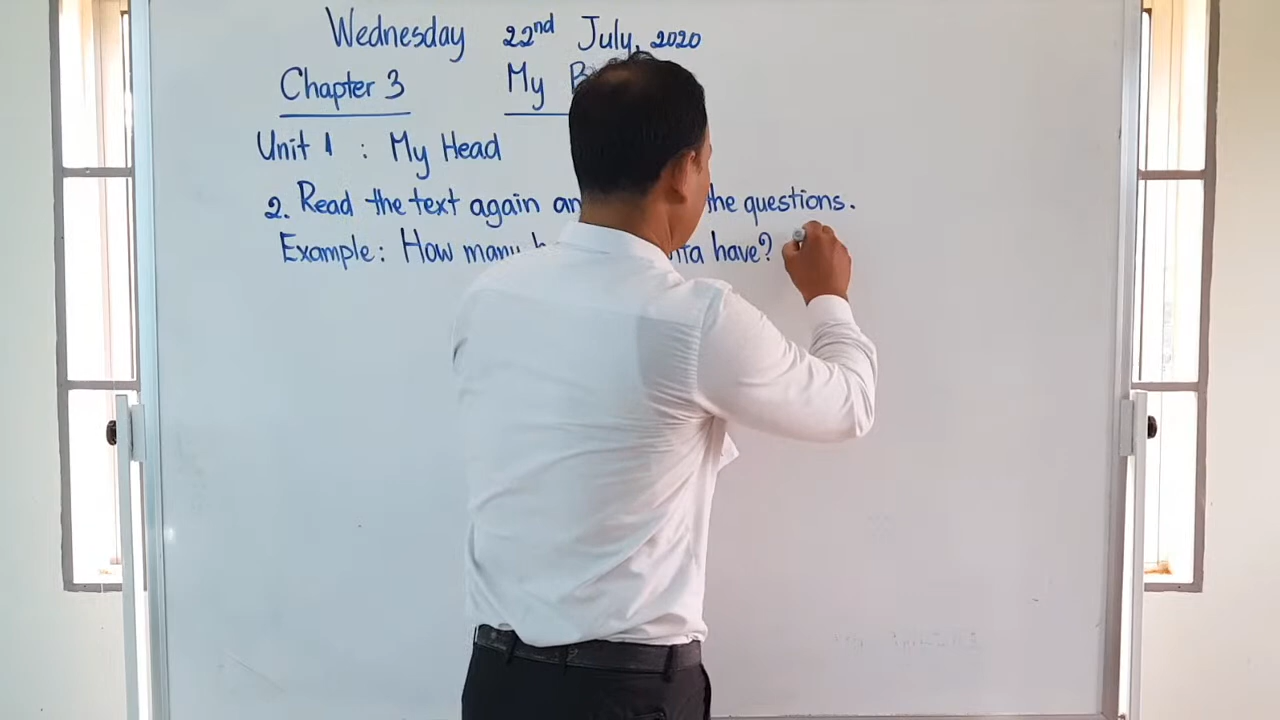 Wednesday 22nd July, 2020
Chapter 3 My
Unit 1 : My Head
2. Read the text again the questions.
Example: How many have?